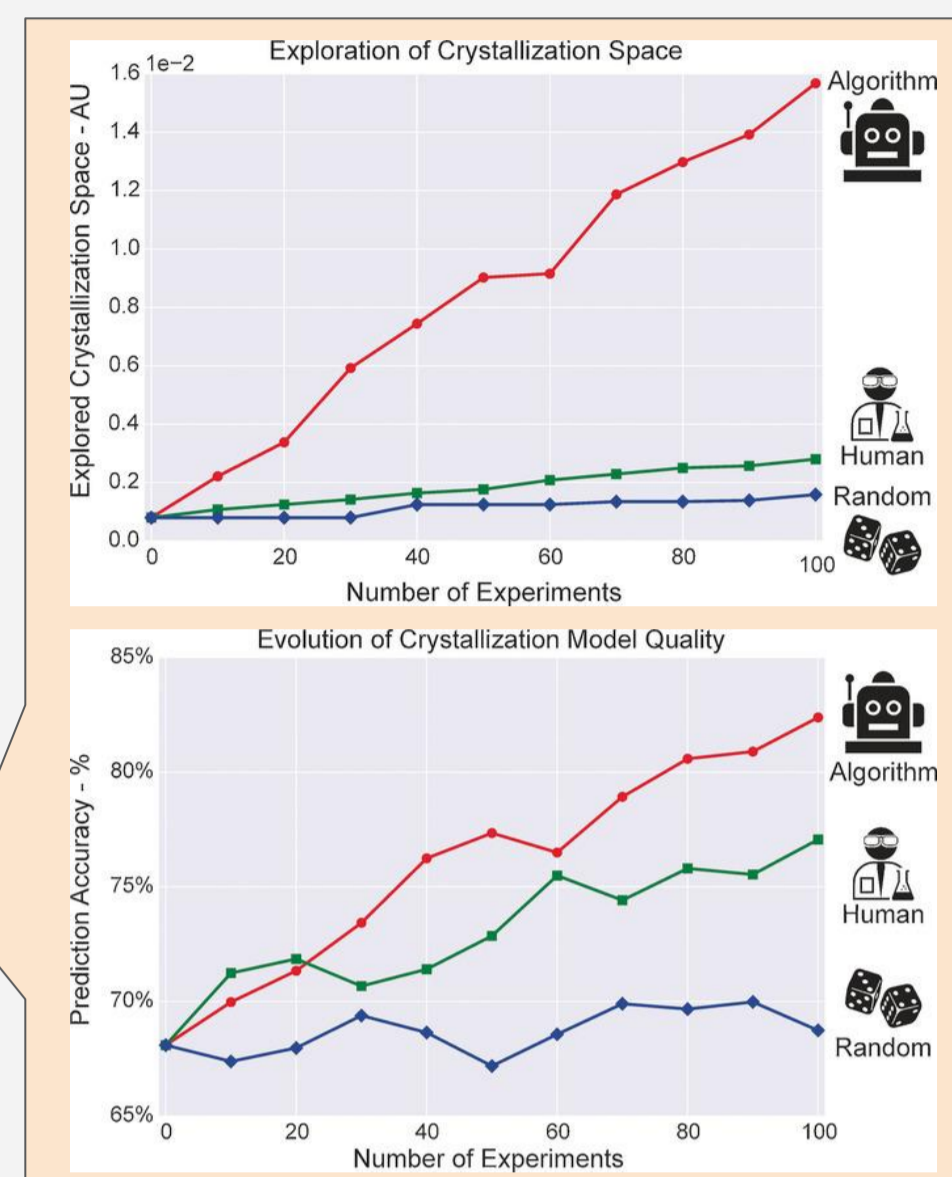 Exploration of Crystallization Space
1e−2
Explored Crystallization Space - AU
1.6
1.4
1.2
1.0
0.8
0.6
0.4
0.2
0.0
0 20 40 60 80 100
Number of Experiments
Algorithm
Human
Random
Evolution of Crystallization Model Quality
Prediction Accuracy - %
85%
80%
75%
70%
65%
0 20 40 60 80 100
Number of Experiments
Algorithm
Human
Random